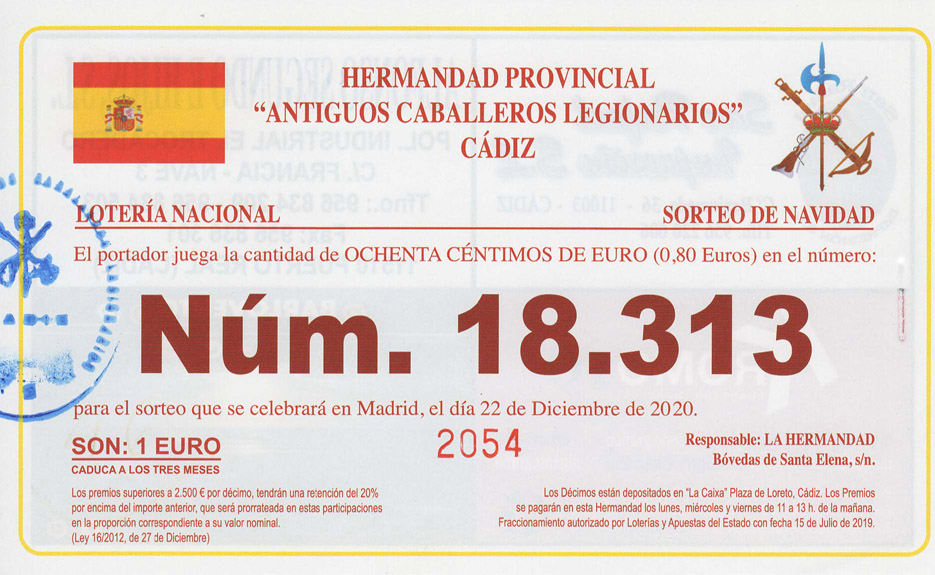 HERMANDAD PROVINCIAL
“ANTIGUOS CABALLEROS LEGIONARIOS”
CÁDIZ
LOTERÍA NACIONAL
SORTEO DE NAVIDAD
El portador juega la cantidad de OCHENTA CÉNTIMOS DE EURO (0,80 Euros) en el número:
Núm. 18.313
para el sorteo que se celebrará en Madrid, el día 22 de Diciembre de 2020.
SON: 1 EURO
CADUCA A LOS TRES MESES
2054
Responsable: LA HERMANDAD
Bóvedas de Santa Elena, s/n.
Los premios superiores a 2.500 € por décimo, tendrán una retención del 20%
por encima del importe anterior, que será prorrateada en estas participaciones
en la proporción correspondiente a su valor nominal.
(Ley 16/2012, de 27 de Diciembre)
Los Décimos están depositados en “La Caixa” Plaza de Loreto, Cádiz. Los Premios
se pagarán en esta Hermandad los lunes, miércoles y viernes de 11 a 13 h. de la mañana.
Fraccionamiento autorizado por Loterías y Apuestas del Estado con fecha 15 de Julio de 2019.